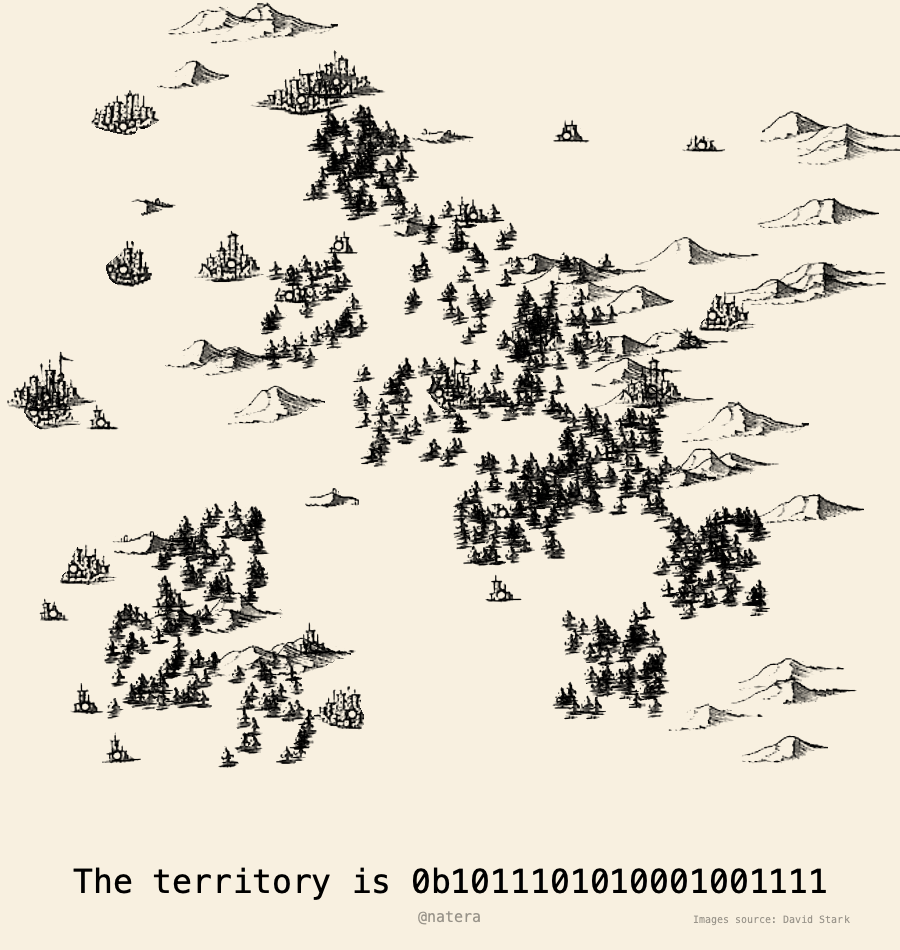 The territory is 0b1011101010001001111
@natera
Images source: David Stark